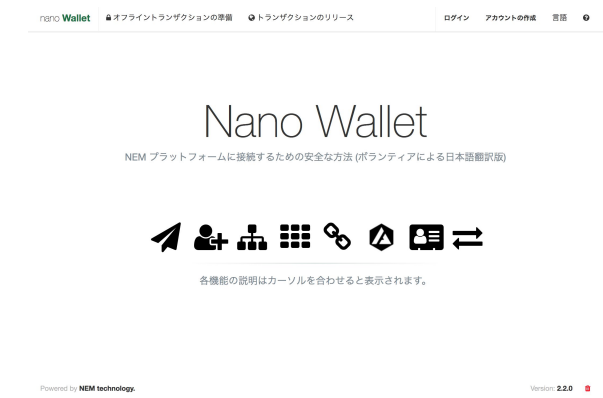 nano Wallet オフライントランザクションの準備 トランザクションのリリース ログイン アカウントの作成 言語
Nano Wallet
NEM プラットフォームに接続するための安全な方法 (ボランティアによる日本語翻訳版)
各機能の説明はカーソルを合わせると表示されます。
Powered by NEM technology. Version: 2.2.0